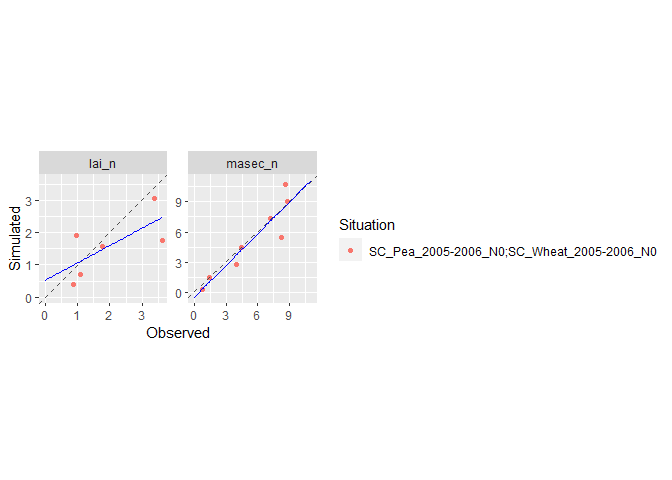 lai_n masec_n
Simulated
3
2
1
0
9
6
3
0
0 1 2 3 0 3 6 9
Observed
Situation
SC_Pea_2005-2006_N0;SC_Wheat_2005-2006_N0